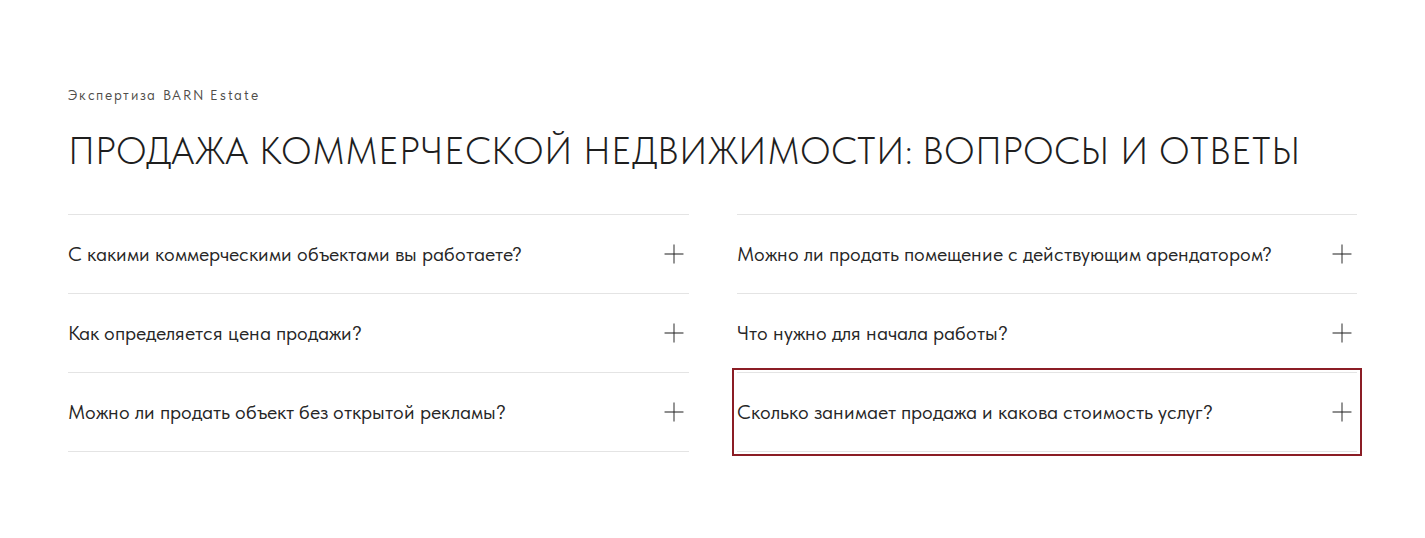 Экспертиза BARN Estate
ПРОДАЖА КОММЕРЧЕСКОЙ НЕДВИЖИМОСТИ: ВОПРОСЫ И ОТВЕТЫ
С какими коммерческими объектами вы работаете?
Как определяется цена продажи?
Можно ли продать объект без открытой рекламы?
Можно ли продать помещение с действующим арендатором?
Что нужно для начала работы?
Сколько занимает продажа и какова стоимость услуг?